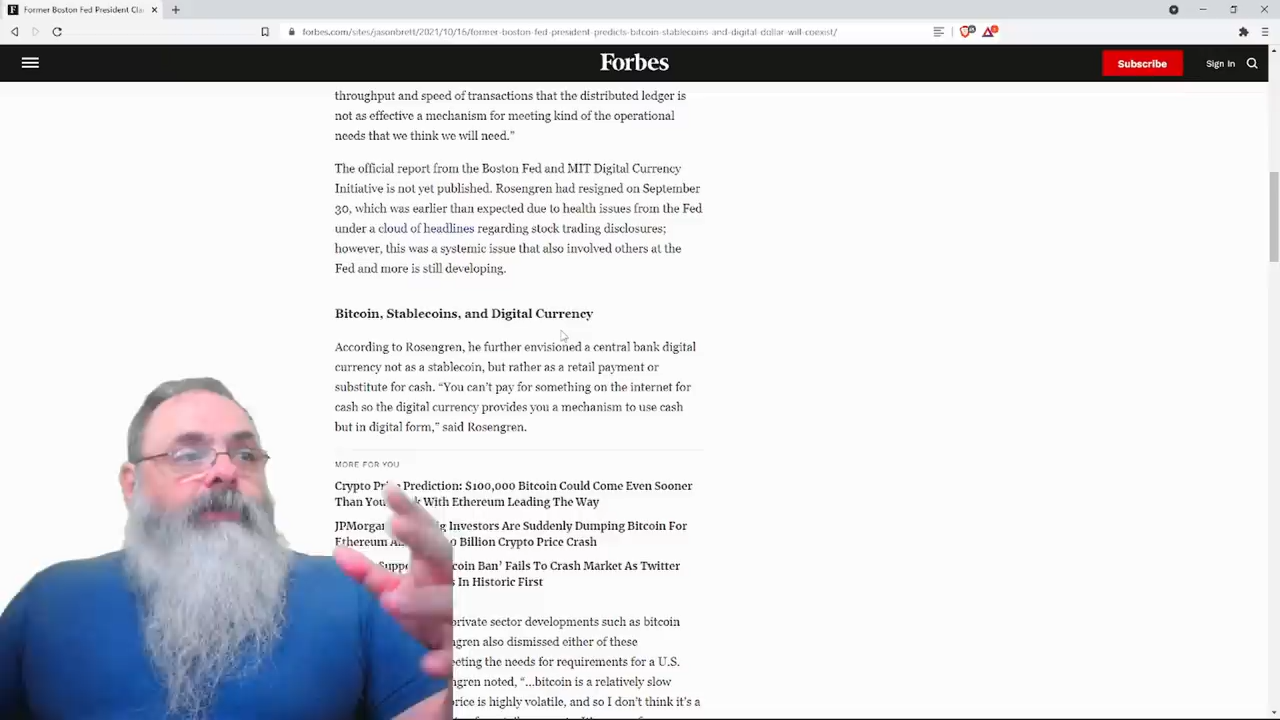 Former Boston Fed President Cla
forbes.com/sites/jasonbrett/2021/10/16/former-boston-fed-president-predicts-bitcoin-stablecoins-and-digital-dollar-will-coexist/
Forbes
Subscribe
Sign In
throughput and speed of transactions that the distributed ledger is
not as effective a mechanism for meeting kind of the operational
needs that we think we will need.”
The official report from the Boston Fed and MIT Digital Currency
Initiative is not yet published. Rosengren had resigned on September
30, which was earlier than expected due to health issues from the Fed
under a cloud of headlines regarding stock trading disclosures;
however, this was a systemic issue that also involved others at the
Fed and more is still developing.
Bitcoin, Stablecoins, and Digital Currency
According to Rosengren, he further envisioned a central bank digital
currency not as a stablecoin, but rather as a retail payment or
substitute for cash. “You can’t pay for something on the internet for
cash so the digital currency provides you a mechanism to use cash
but in digital form,” said Rosengren.
MORE FOR YOU
Crypto Price Prediction: $100,000 Bitcoin Could Come Even Sooner
Than You With Ethereum Leading The Way
JPMorgan Investors Are Suddenly Dumping Bitcoin For
Ethereum Billion Crypto Price Crash
Fails To Crash Market As Twitter
In Historic First
private sector developments such as bitcoin
also dismissed either of these
the needs for requirements for a U.S.
noted, “…bitcoin is a relatively slow
price is highly volatile, and so I don’t think it’s a